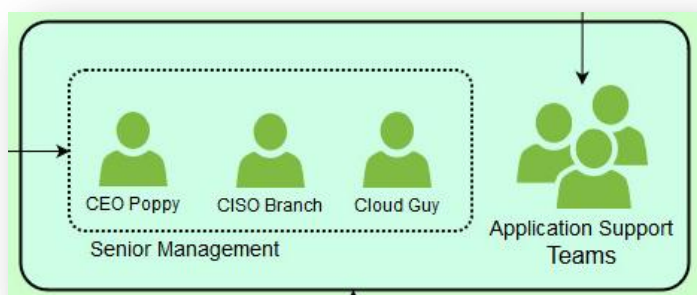 CEO Poppy
CISO Branch
Cloud Guy
Senior Management
Application Support
Teams